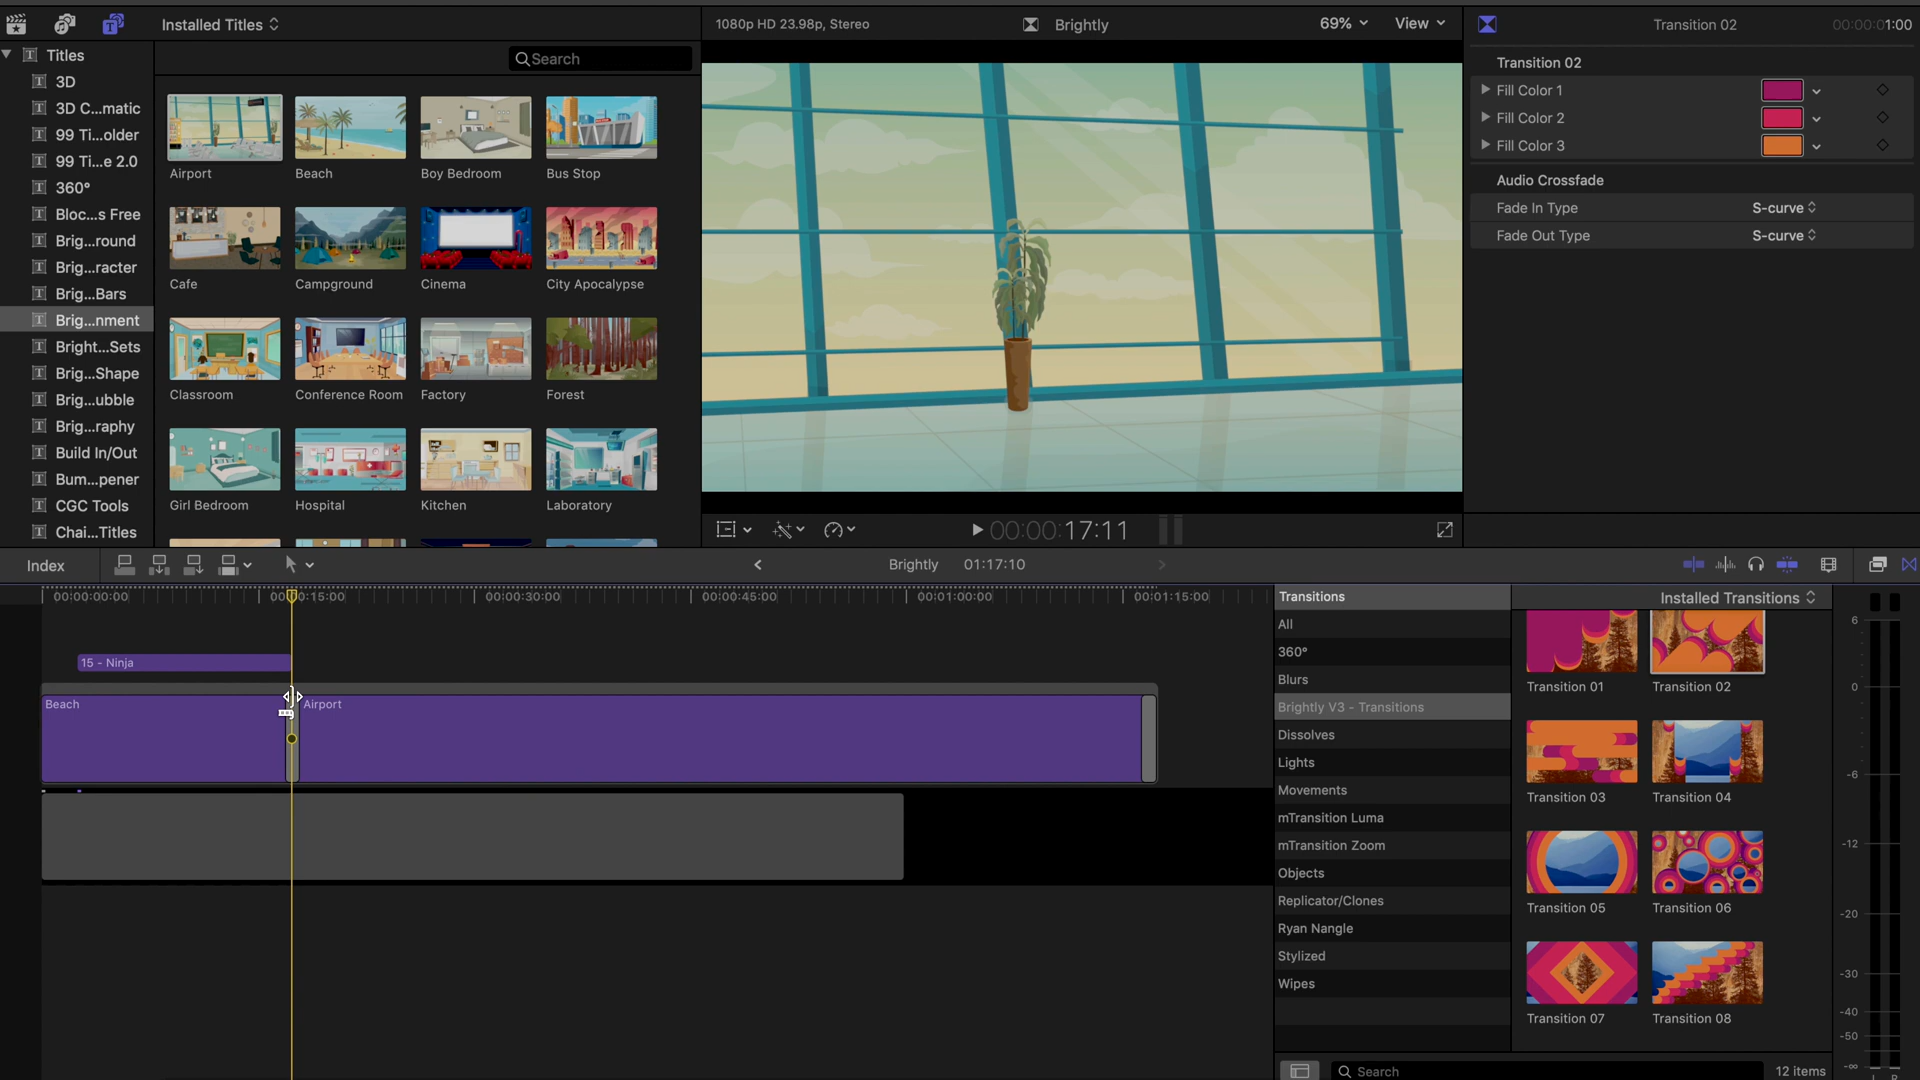 Installed Titles
1080p HD 23.98p, Stereo
Brightly
69%
View
Transition 02
00:00:01:00
Titles
3D
3D C...matic
99 Ti...older
99 Ti...e 2.0
360°
Bloc...s Free
Brig...round
Brig...racter
Brig...Bars
Brig...nment
Bright...Sets
Brig...Shape
Brig...ubble
Brig...raphy
Build In/Out
Bum...pener
CGC Tools
Chai...Titles
Search
Airport
Beach
Boy Bedroom
Bus Stop
Cafe
Campground
Cinema
City Apocalypse
Classroom
Conference Room
Factory
Forest
Girl Bedroom
Hospital
Kitchen
Laboratory
00:00:00:17:11
Transition 02
Fill Color 1
Fill Color 2
Fill Color 3
Audio Crossfade
Fade In Type
S-curve
Fade Out Type
S-curve
Index
Brightly
01:17:10
00:00:00:00
00:00:15:00
00:00:30:00
00:00:45:00
00:01:00:00
00:01:15:00
15 - Ninja
Beach
Airport
Transitions
All
360°
Blurs
Brightly V3 - Transitions
Dissolves
Lights
Movements
mTransition Luma
mTransition Zoom
Objects
Replicator/Clones
Ryan Nangle
Stylized
Wipes
Installed Transitions
Transition 01
Transition 02
Transition 03
Transition 04
Transition 05
Transition 06
Transition 07
Transition 08
Search
12 items
6
0
-6
-12
-20
-30
-40
-50
-∞
L R